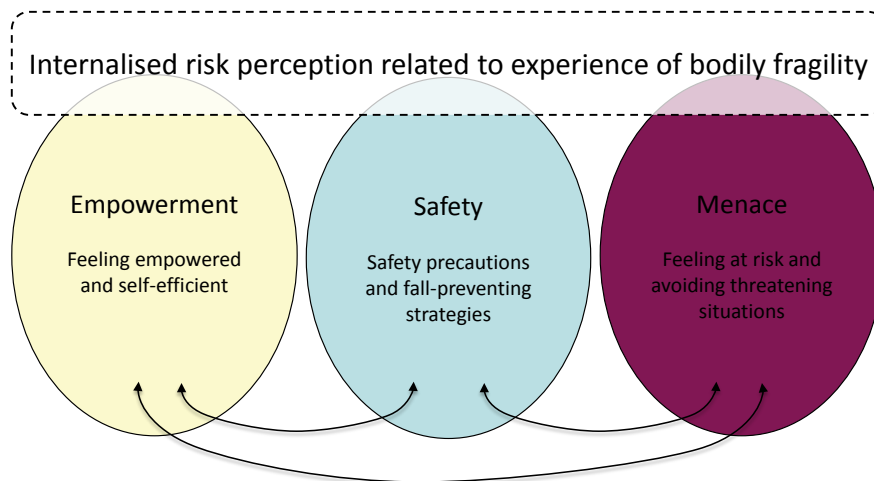 Internalised risk perception related to experience of bodily fragility
Empowerment
Feeling empowered
and self-efficient
Safety
Safety precautions
and fall-preventing
strategies
Menace
Feeling at risk and
avoiding threatening
situations